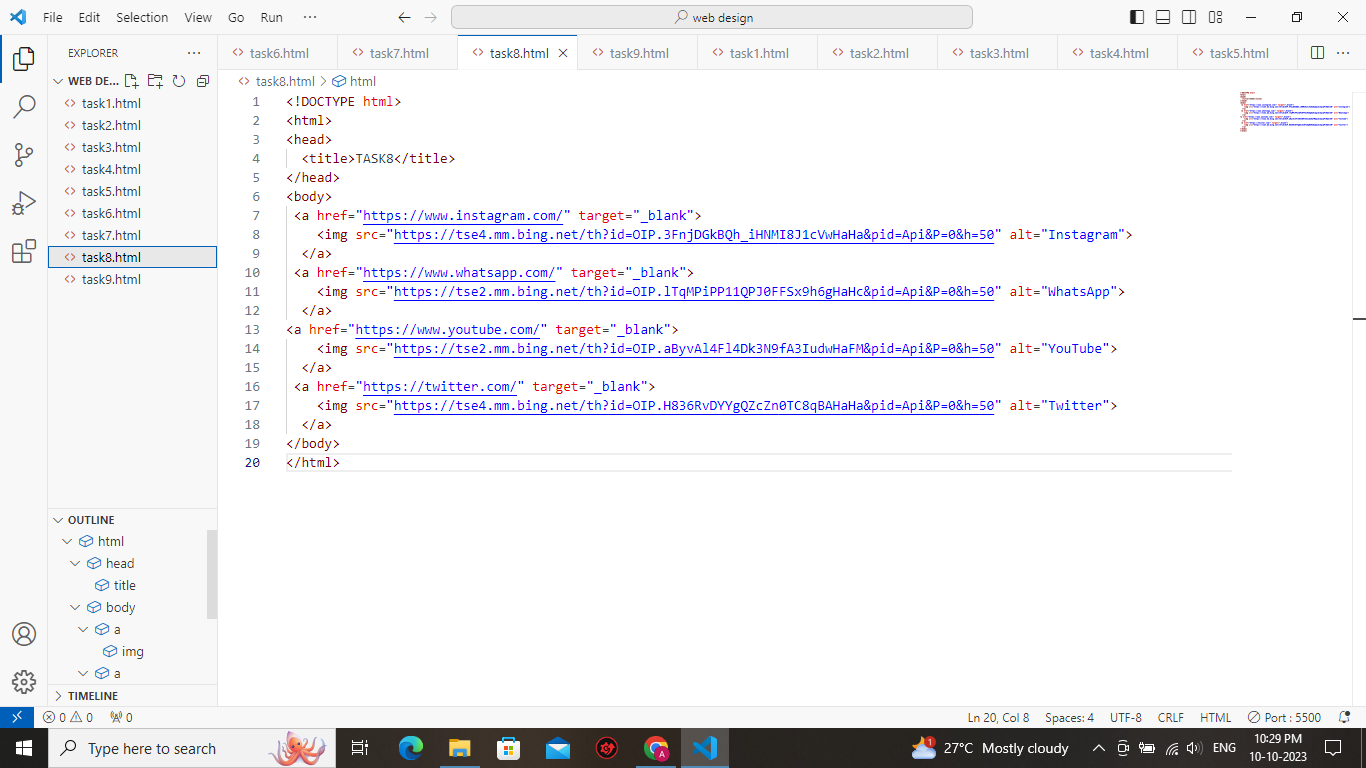 File Edit Selection View Go Run ···
web design
EXPLORER
WEB DE...
task1.html
task2.html
task3.html
task4.html
task5.html
task6.html
task7.html
task8.html
task9.html
OUTLINE
html
head
title
body
a
img
a
TIMELINE
task6.html task7.html task8.html task9.html task1.html task2.html task3.html task4.html task5.html
task8.html > html
1 <!DOCTYPE html>
2 <html>
3 <head>
4 <title>TASK8</title>
5 </head>
6 <body>
7 <a href="https://www.instagram.com/" target="_blank">
8 <img src="https://tse4.mm.bing.net/th?id=OIP.3FnjDGkBQh_iHNMI8J1cVwHaHa&pid=Api&P=0&h=50" alt="Instagram">
9 </a>
10 <a href="https://www.whatsapp.com/" target="_blank">
11 <img src="https://tse2.mm.bing.net/th?id=OIP.lTqMPiPP11QPJ0FFSx9h6gHaHc&pid=Api&P=0&h=50" alt="WhatsApp">
12 </a>
13 <a href="https://www.youtube.com/" target="_blank">
14 <img src="https://tse2.mm.bing.net/th?id=OIP.aByvAl4Fl4Dk3N9fA3IudwHaFM&pid=Api&P=0&h=50" alt="YouTube">
15 </a>
16 <a href="https://twitter.com/" target="_blank">
17 <img src="https://tse4.mm.bing.net/th?id=OIP.H836RvDYYgQZcZn0TC8qBAHaHa&pid=Api&P=0&h=50" alt="Twitter">
18 </a>
19 </body>
20 </html>
0 0 0
Ln 20, Col 8 Spaces: 4 UTF-8 CRLF HTML Port : 5500
Type here to search
1
27°C Mostly cloudy
ENG
10:29 PM
10-10-2023